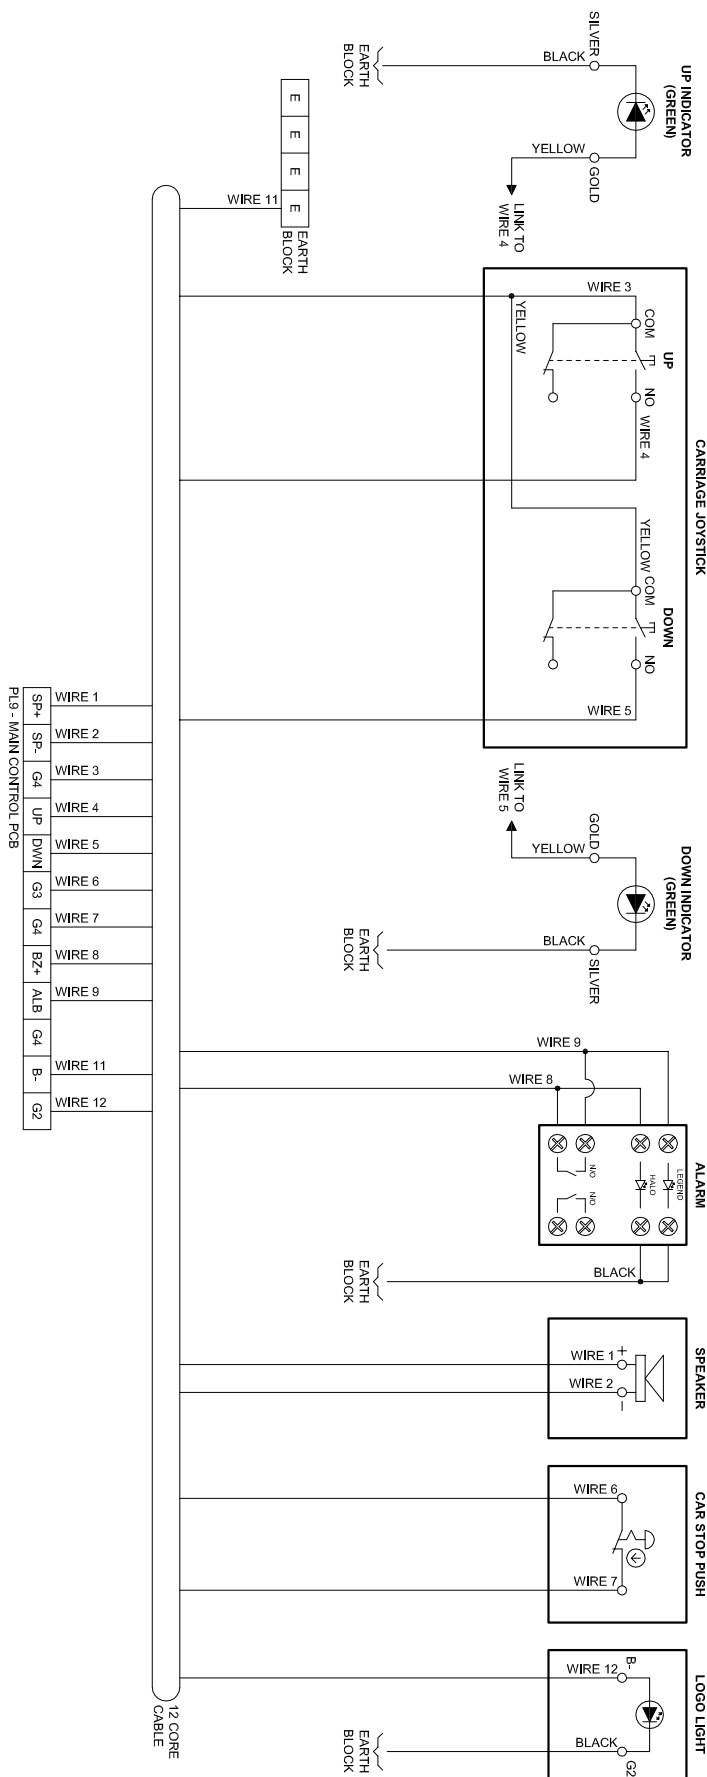 UP INDICATOR
(GREEN)
SILVER
BLACK
EARTH
BLOCK
YELLOW
GOLD
LINK TO
WIRE 4
E
E
E
E
WIRE 11
EARTH
BLOCK
CARRIAGE JOYSTICK
WIRE 3
YELLOW
COM
UP
NO
WIRE 4
YELLOW
COM
DOWN
NO
WIRE 5
DOWN INDICATOR
(GREEN)
LINK TO
WIRE 5
GOLD
YELLOW
BLACK
SILVER
EARTH
BLOCK
ALARM
WIRE 9
WIRE 8
LEGEND
HALO
N/O
N/O
BLACK
EARTH
BLOCK
SPEAKER
WIRE 1
+
WIRE 2
–
CAR STOP PUSH
WIRE 6
WIRE 7
LOGO LIGHT
B-
WIRE 12
BLACK
G2
EARTH
BLOCK
12 CORE
CABLE
SP+
WIRE 1
SP-
WIRE 2
G4
WIRE 3
UP
WIRE 4
DWN
WIRE 5
G3
WIRE 6
G4
WIRE 7
BZ+
WIRE 8
ALB
WIRE 9
G4
B-
WIRE 11
G2
WIRE 12
PL9 - MAIN CONTROL PCB